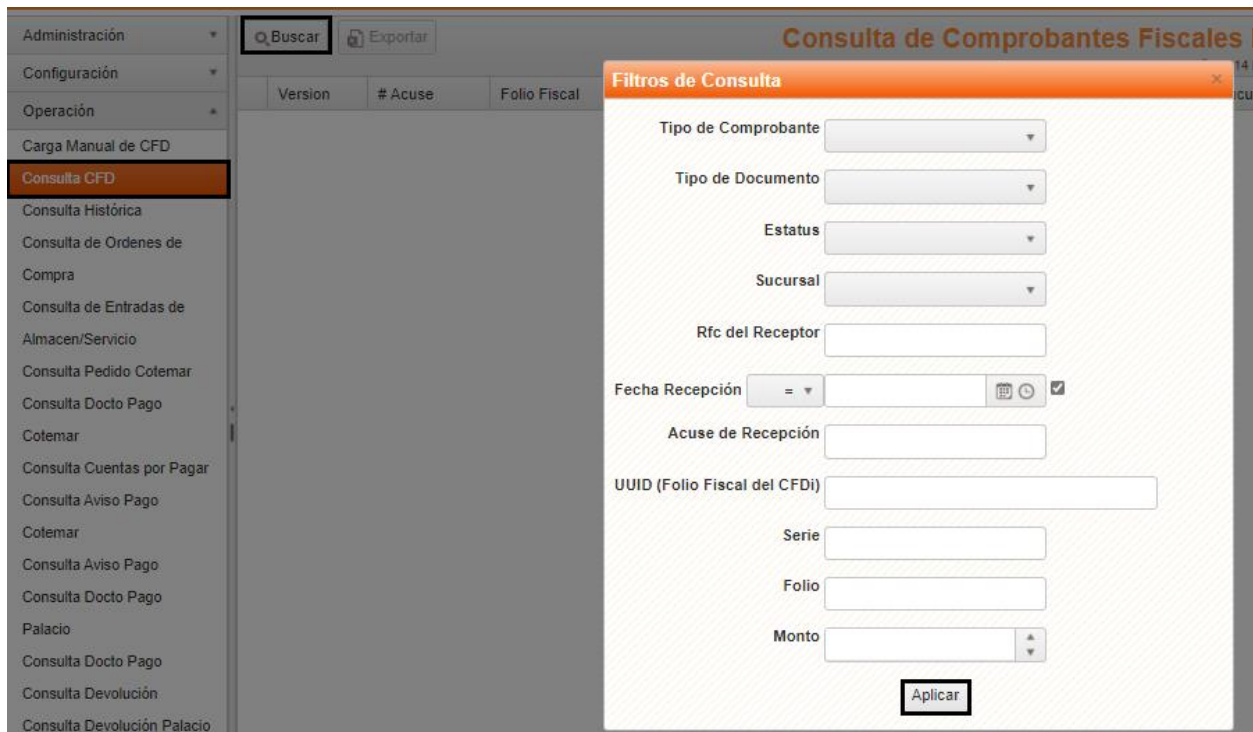 Administración
Configuración
Operación
Carga Manual de CFD
Consulta CFD
Consulta Histórica
Consulta de Ordenes de
Compra
Consulta de Entradas de
Almacen/Servicio
Consulta Pedido Cotemar
Consulta Docto Pago
Cotemar
Consulta Cuentas por Pagar
Consulta Aviso Pago
Cotemar
Consulta Aviso Pago
Consulta Docto Pago
Palacio
Consulta Docto Pago
Consulta Devolución
Consulta Devolución Palacio
Buscar Exportar
Consulta de Comprobantes Fiscales
14
Version # Acuse Folio Fiscal
Filtros de Consulta ×
Tipo de Comprobante
Tipo de Documento
Estatus
Sucursal
Rfc del Receptor
Fecha Recepción =
Acuse de Recepción
UUID (Folio Fiscal del CFDi)
Serie
Folio
Monto
Aplicar